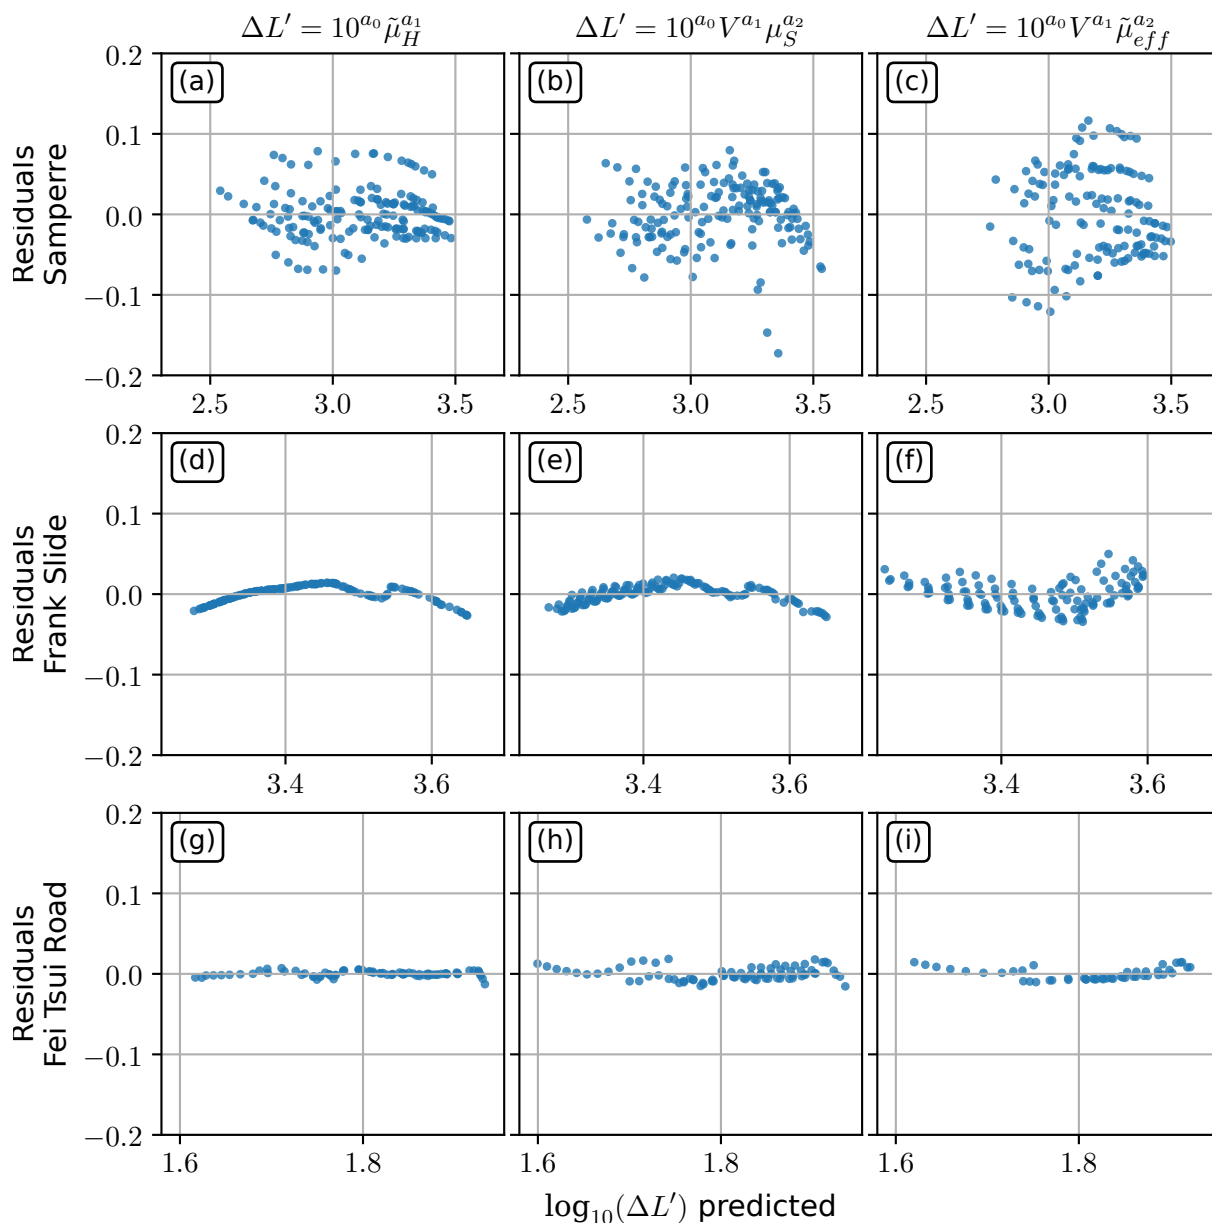 ΔL′ = 10^{a_0} μ̃_H^{a_1}
ΔL′ = 10^{a_0} V^{a_1} μ_S^{a_2}
ΔL′ = 10^{a_0} V^{a_1} μ̃_{eff}^{a_2}
Residuals
Samperre
0.2
0.1
0.0
−0.1
−0.2
(a)
(b)
(c)
2.5 3.0 3.5
2.5 3.0 3.5
2.5 3.0 3.5
Residuals
Frank Slide
0.2
0.1
0.0
−0.1
−0.2
(d)
(e)
(f)
3.4 3.6
3.4 3.6
3.4 3.6
Residuals
Fei Tsui Road
0.2
0.1
0.0
−0.1
−0.2
(g)
(h)
(i)
1.6 1.8
1.6 1.8
1.6 1.8
log_{10}(ΔL′) predicted